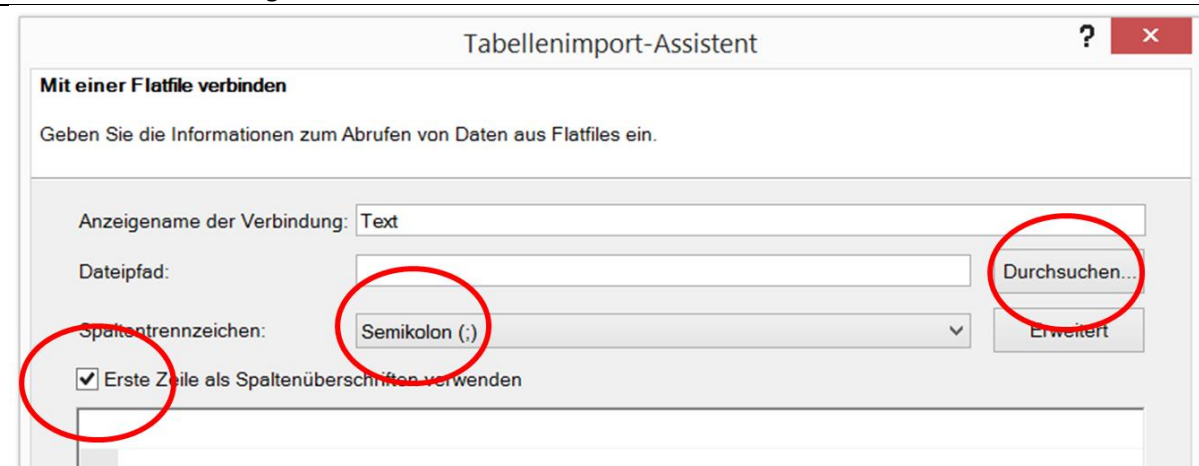 Tabellenimport-Assistent ? ×
Mit einer Flatfile verbinden
Geben Sie die Informationen zum Abrufen von Daten aus Flatfiles ein.
Anzeigename der Verbindung: Text
Dateipfad: Durchsuchen...
Spaltentrennzeichen: Semikolon (;) Erweitert
Erste Zeile als Spaltenüberschriften verwenden